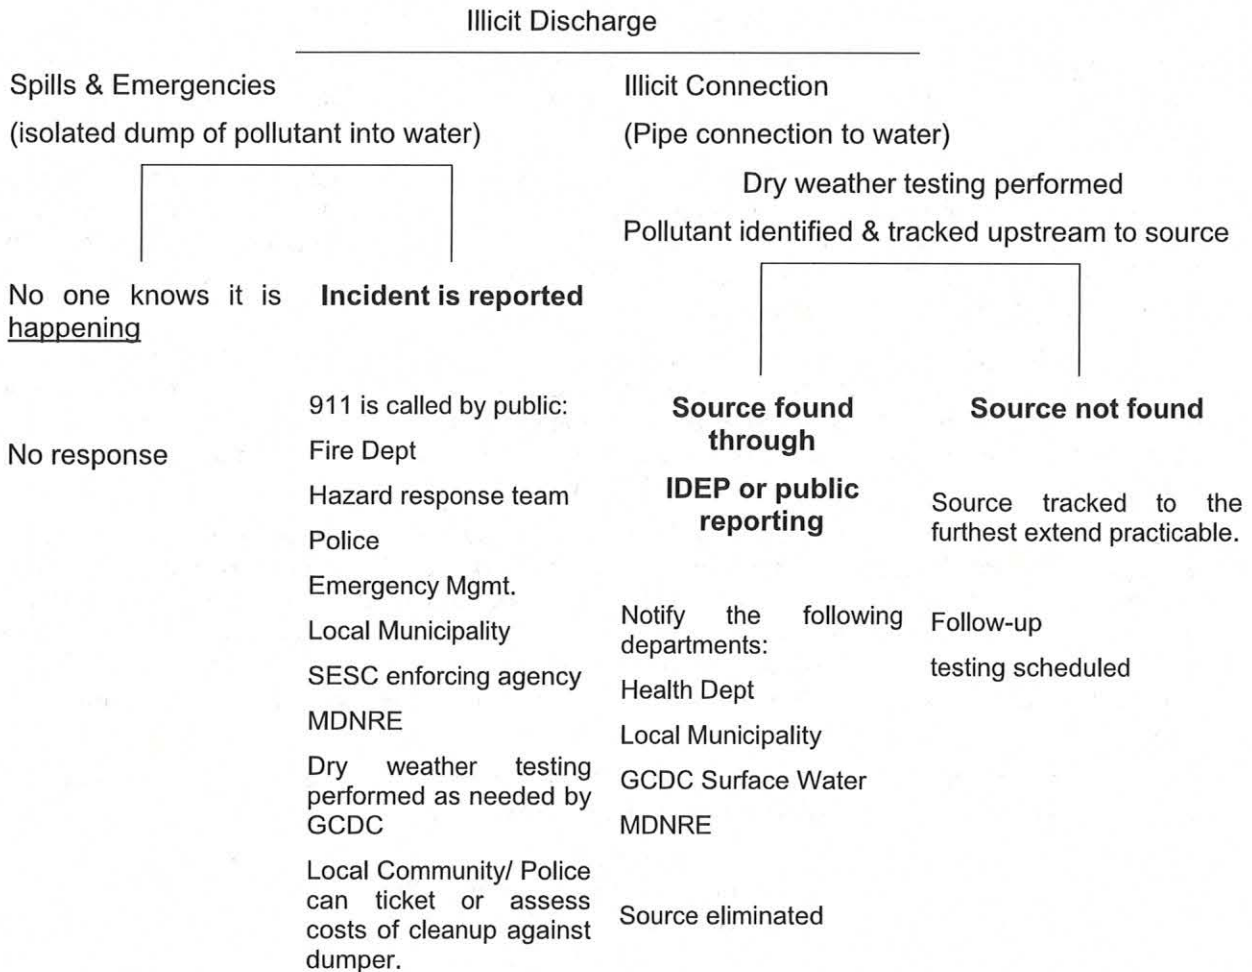 Illicit Discharge
Spills & Emergencies
(isolated dump of pollutant into water)
No one knows it is
happening
No response
Incident is reported
911 is called by public:
Fire Dept
Hazard response team
Police
Emergency Mgmt.
Local Municipality
SESC enforcing agency
MDNRE
Dry weather testing
performed as needed by
GCDC
Local Community/ Police
can ticket or assess
costs of cleanup against
dumper.
Illicit Connection
(Pipe connection to water)
Dry weather testing performed
Pollutant identified & tracked upstream to source
Source found
through
IDEP or public
reporting
Notify the following
departments:
Health Dept
Local Municipality
GCDC Surface Water
MDNRE
Source eliminated
Source not found
Source tracked to the
furthest extend practicable.
Follow-up
testing scheduled